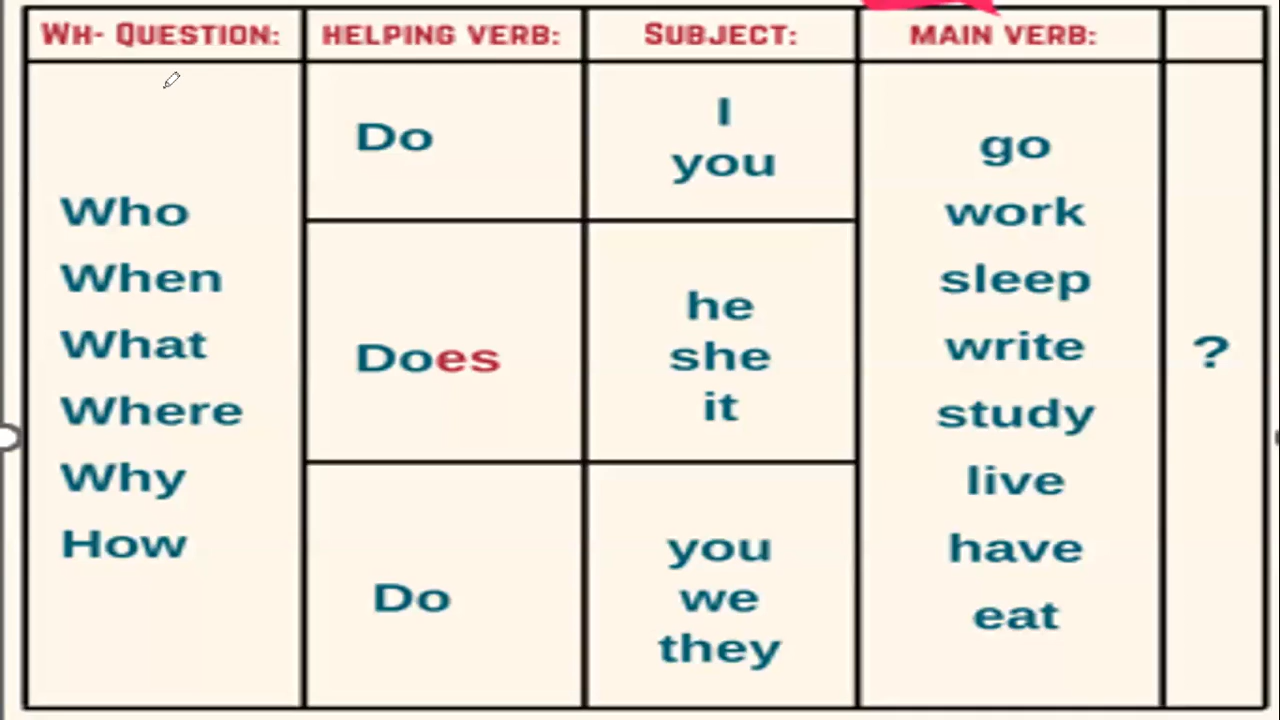 WH- QUESTION:
HELPING VERB:
SUBJECT:
MAIN VERB:
Who
When
What
Where
Why
How
Do
I
you
Does
he
she
it
Do
you
we
they
go
work
sleep
write
study
live
have
eat
?